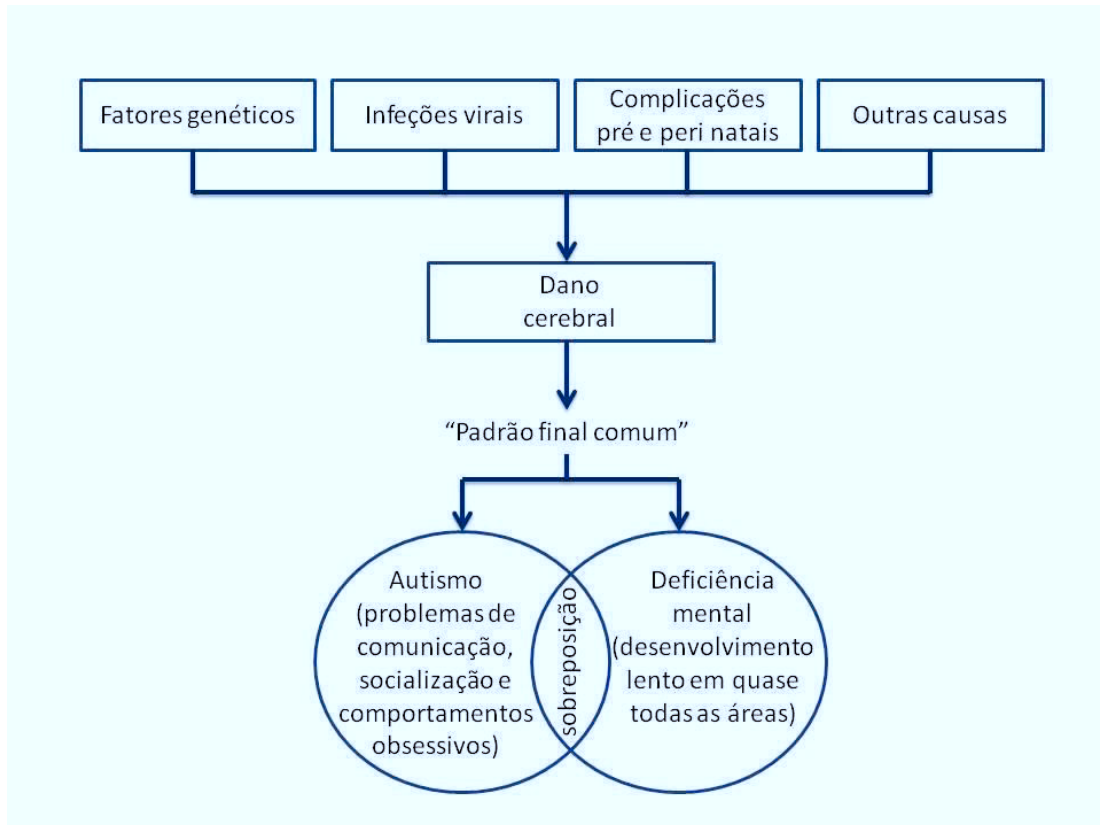 Fatores genéticos
Infeções virais
Complicações
pré e peri natais
Outras causas
Dano
cerebral
“Padrão final comum”
Autismo
(problemas de
comunicação,
socialização e
comportamentos
obsessivos)
sobreposição
Deficiência
mental
(desenvolvimento
lento em quase
todas as áreas)